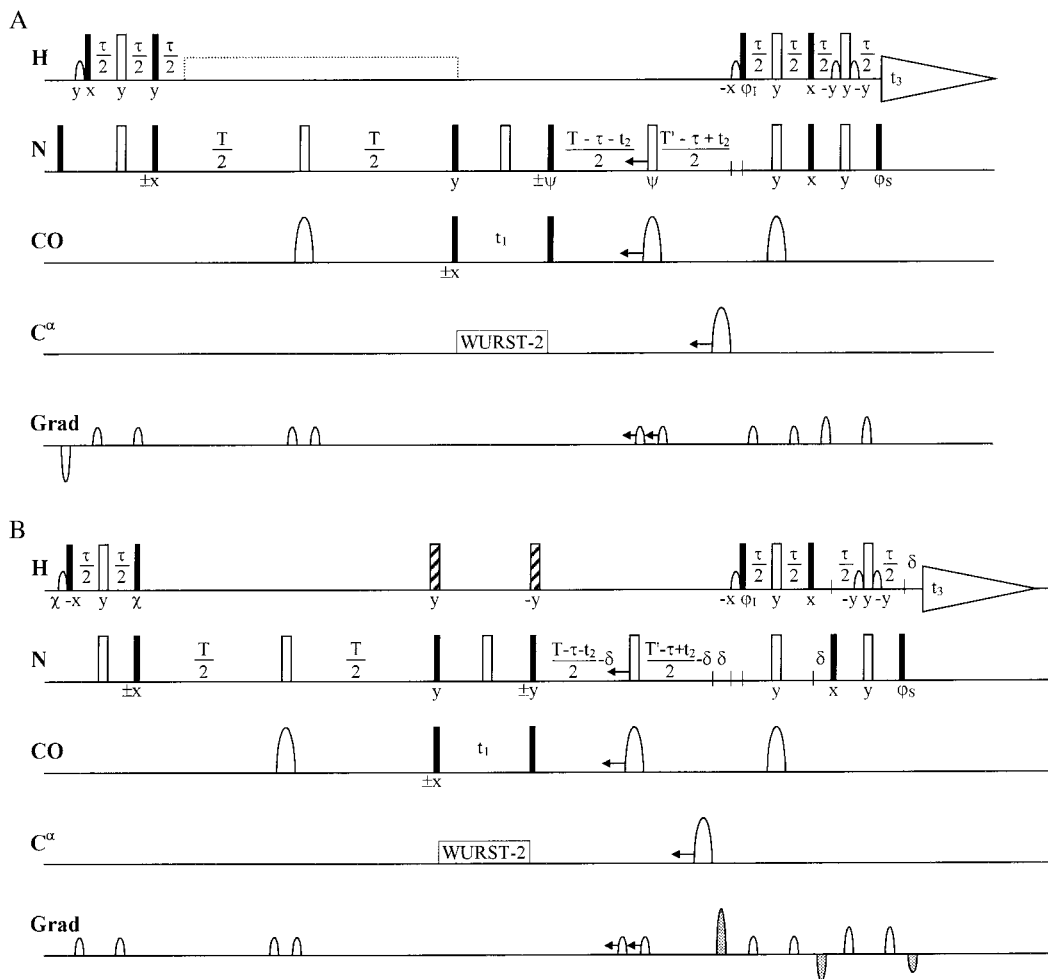 A
H
τ/2 τ/2 τ/2 τ/2 τ/2 τ/2 τ/2
y x y y -x φI y x -y y -y t3
N
T/2 T/2 T - τ - t2/2 T' - τ + t2/2
±x y ±ψ ψ y x y φS
CO
t1
±x
Cα
WURST-2
Grad
B
H
τ/2 τ/2 τ/2 τ/2 τ/2 τ/2 δ
χ -x y χ y -y -x φI y x -y y -y t3
N
T/2 T/2 T-τ-t2/2 -δ T'-τ+t2/2 -δ δ δ
±x y ±y y x y φS
CO
t1
±x
Cα
WURST-2
Grad